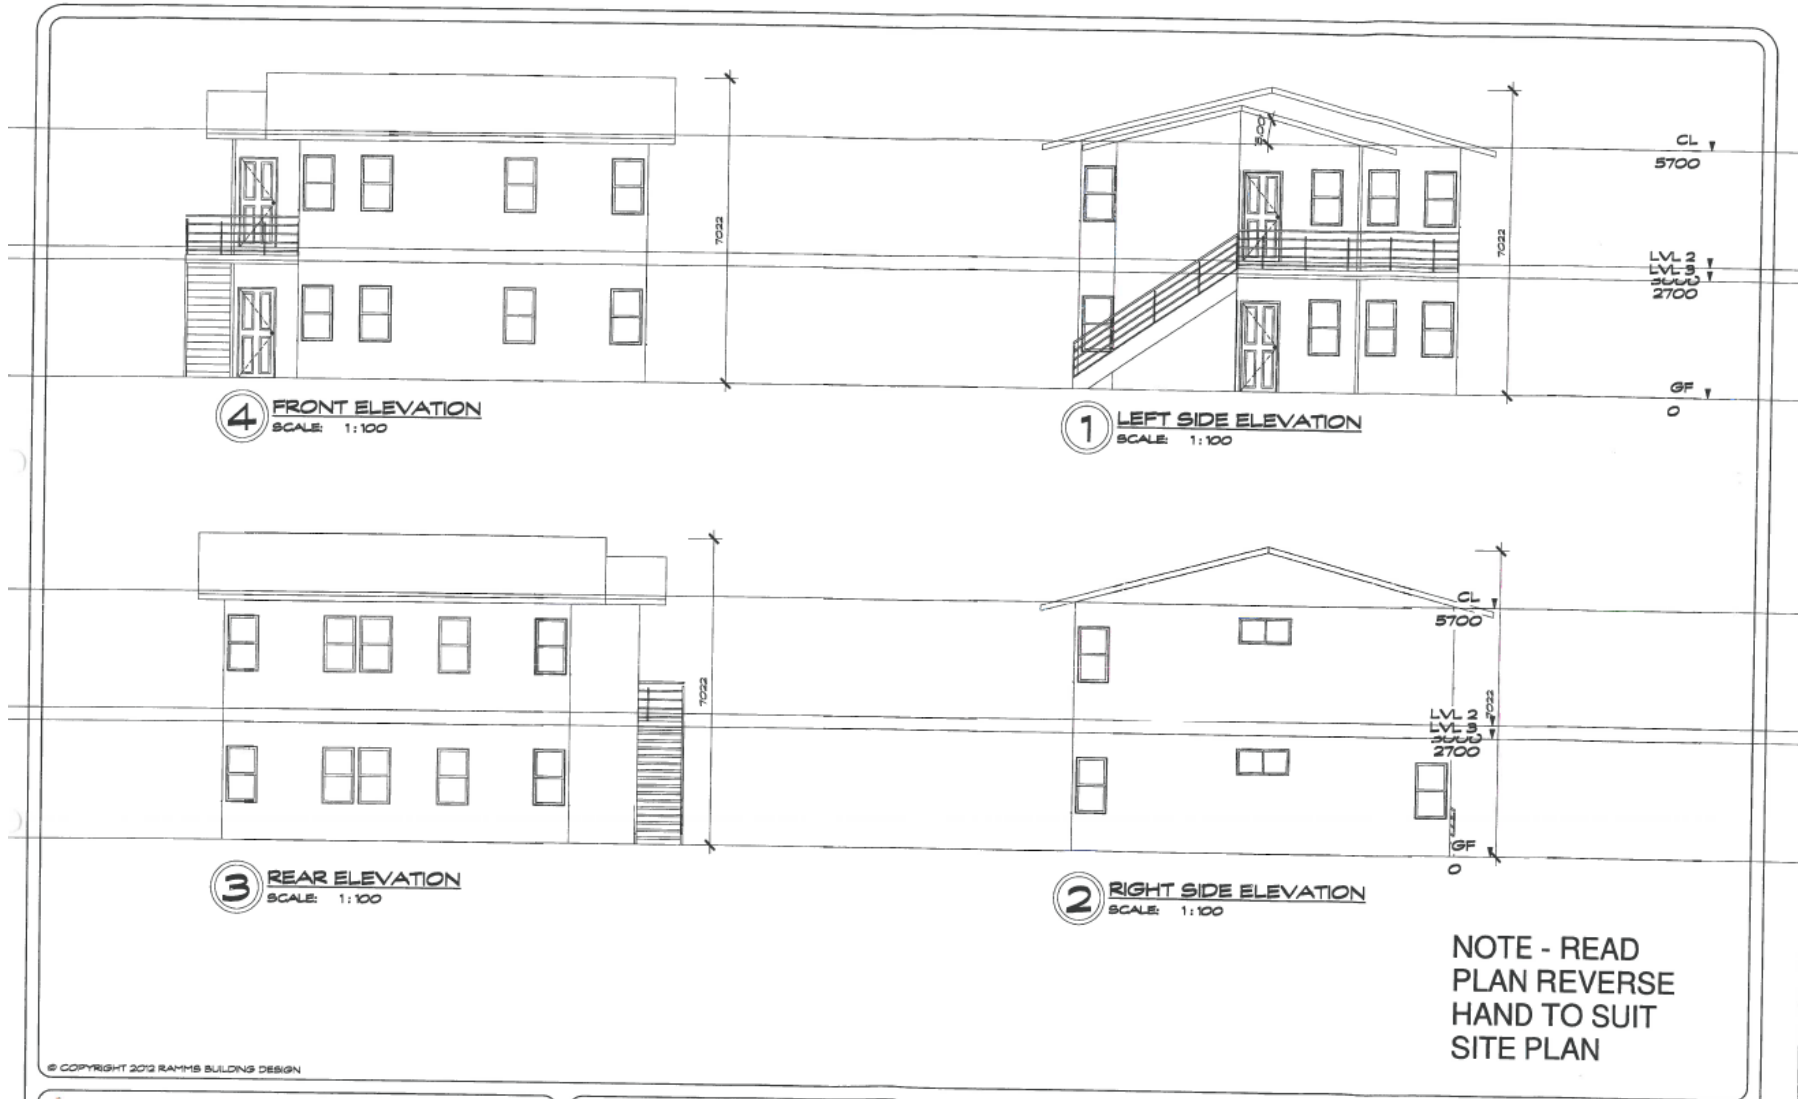 7022
4 FRONT ELEVATION
SCALE: 1:100
7022
CL
5700
LVL 2
LVL 3
3000
2700
GF
0
1 LEFT SIDE ELEVATION
SCALE: 1:100
7022
3 REAR ELEVATION
SCALE: 1:100
CL
5700
7022
LVL 2
LVL 3
3000
2700
GF
0
2 RIGHT SIDE ELEVATION
SCALE: 1:100
NOTE - READ
PLAN REVERSE
HAND TO SUIT
SITE PLAN
© COPYRIGHT 2012 RAMMS BUILDING DESIGN